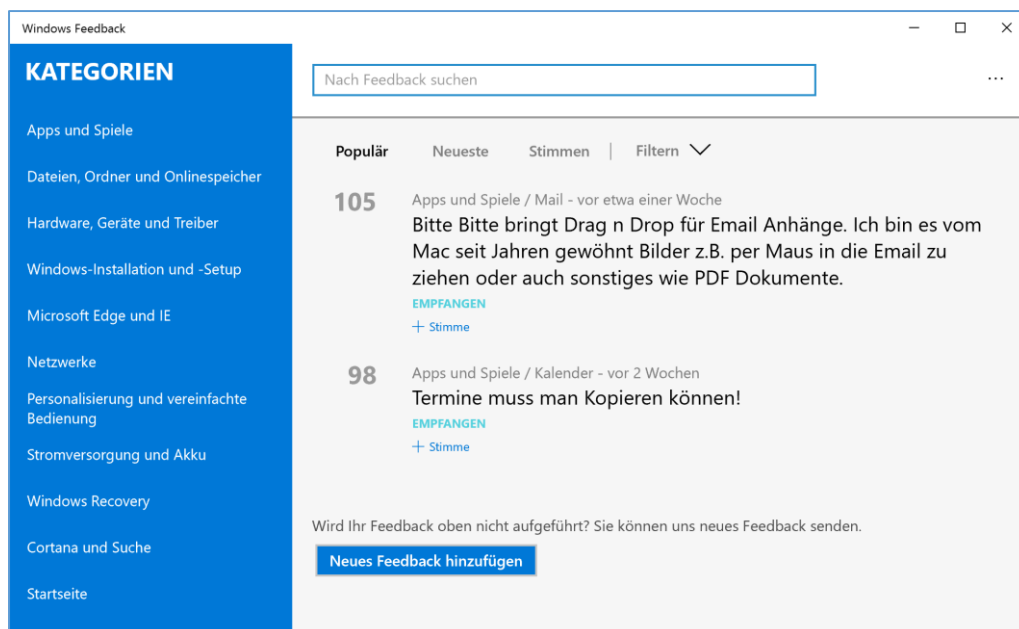 Windows Feedback
KATEGORIEN
Apps und Spiele
Dateien, Ordner und Onlinespeicher
Hardware, Geräte und Treiber
Windows-Installation und -Setup
Microsoft Edge und IE
Netzwerke
Personalisierung und vereinfachte
Bedienung
Stromversorgung und Akku
Windows Recovery
Cortana und Suche
Startseite
Nach Feedback suchen
...
Populär Neueste Stimmen | Filtern
105 Apps und Spiele / Mail - vor etwa einer Woche
Bitte Bitte bringt Drag n Drop für Email Anhänge. Ich bin es vom
Mac seit Jahren gewöhnt Bilder z.B. per Maus in die Email zu
ziehen oder auch sonstiges wie PDF Dokumente.
EMPFANGEN
+ Stimme
98 Apps und Spiele / Kalender - vor 2 Wochen
Termine muss man Kopieren können!
EMPFANGEN
+ Stimme
Wird Ihr Feedback oben nicht aufgeführt? Sie können uns neues Feedback senden.
Neues Feedback hinzufügen